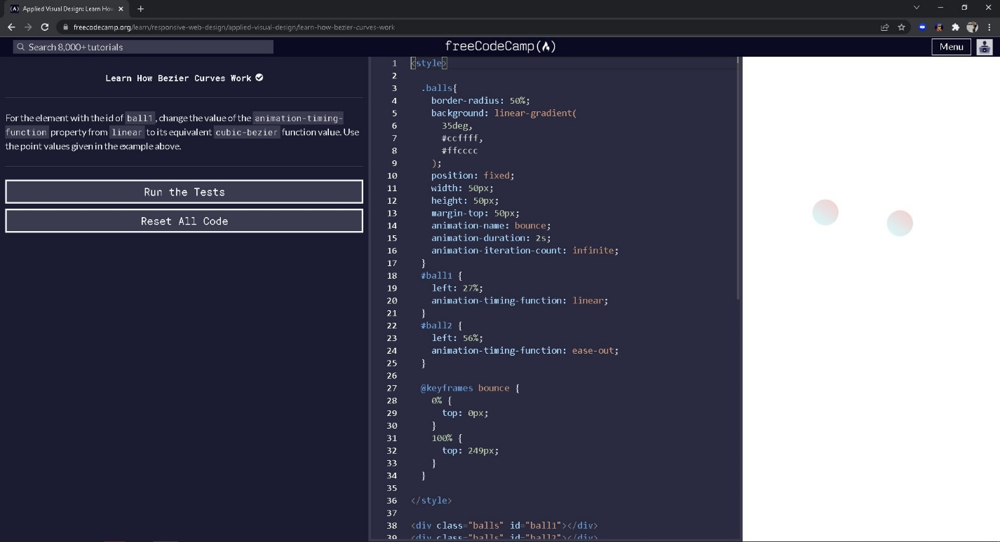 Applied Visual Design: Learn How
freecodecamp.org/learn/responsive-web-design/applied-visual-design/learn-how-bezier-curves-work
Search 8,000+ tutorials
freeCodeCamp(
)
Menu
Learn How Bezier Curves Work
For the element with the id of ball1, change the value of the animation-timing-
function property from linear to its equivalent cubic-bezier function value. Use
the point values given in the example above.
Run the Tests
Reset All Code
1 <style>
2
3 .balls{
4 border-radius: 50%;
5 background: linear-gradient(
6 35deg,
7 #ccffff,
8 #ffcccc
9 );
10 position: fixed;
11 width: 50px;
12 height: 50px;
13 margin-top: 50px;
14 animation-name: bounce;
15 animation-duration: 2s;
16 animation-iteration-count: infinite;
17 }
18 #ball1 {
19 left: 27%;
20 animation-timing-function: linear;
21 }
22 #ball2 {
23 left: 56%;
24 animation-timing-function: ease-out;
25 }
26
27 @keyframes bounce {
28 0% {
29 top: 0px;
30 }
31 100% {
32 top: 249px;
33 }
34 }
35
36 </style>
37
38 <div class="balls" id="ball1"></div>
39 <div class="balls" id="ball2"></div>